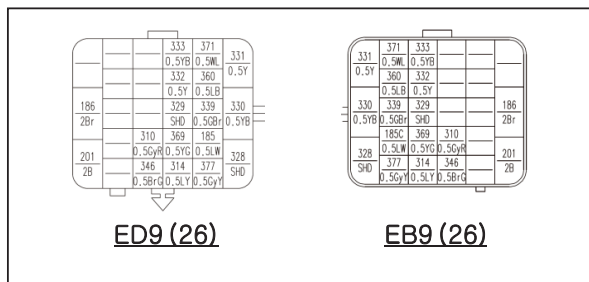 333 371 331
0.5YB 0.5WL 0.5Y
332 360
0.5Y 0.5LB
186 329 339 330
2Br SHD 0.5GBr 0.5YB
310 369 185
0.5GyR 0.5YG 0.5LW
201 346 314 377 328
2B 0.5BrG 0.5LY 0.5GyY SHD
ED9 (26)
331 371 333
0.5Y 0.5WL 0.5YB
360 332
0.5LB 0.5Y
330 339 329 186
0.5YB 0.5GBr SHD 2Br
185C 369 310
0.5LW 0.5YG 0.5GyR
328 377 314 346 201
SHD 0.5GyY 0.5LY 0.5BrG 2B
EB9 (26)